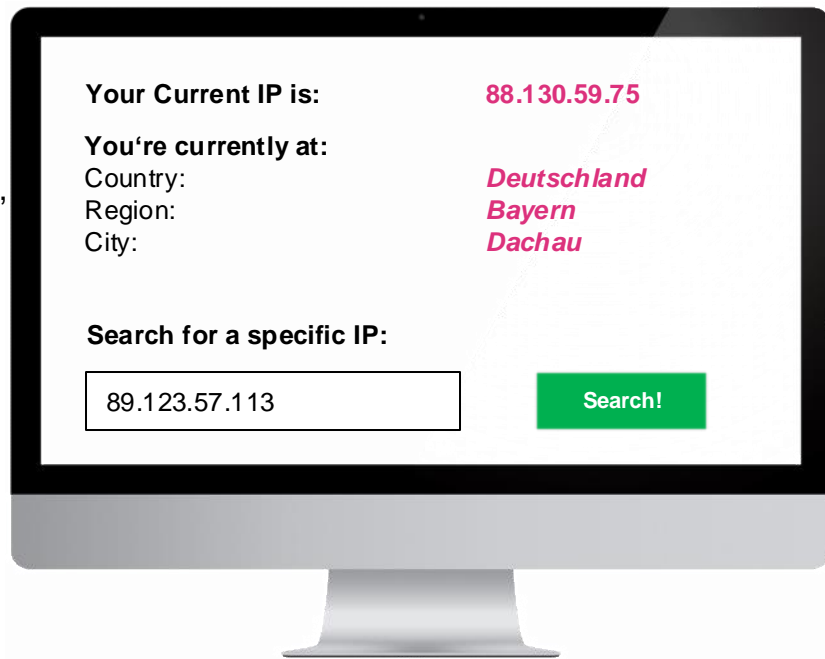 Your Current IP is: 88.130.59.75
You‘re currently at:
Country: Deutschland
,
Region: Bayern
City: Dachau
Search for a specific IP:
89.123.57.113 Search!